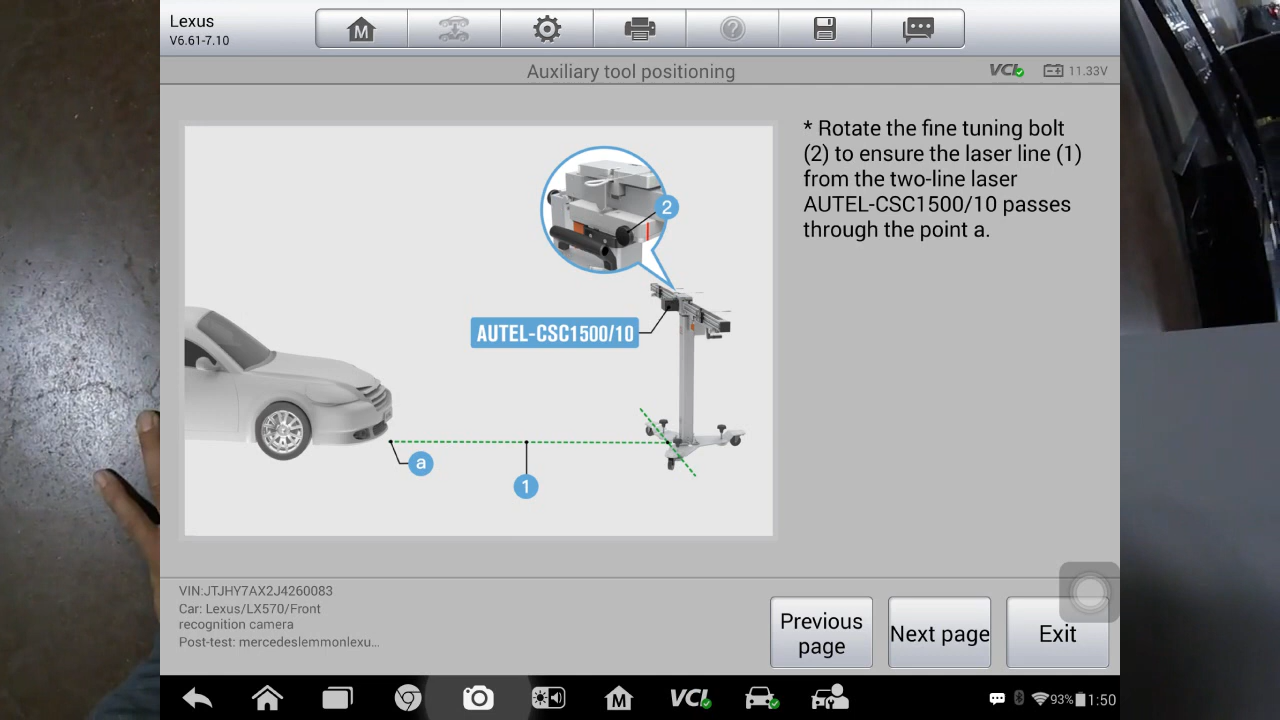 Lexus
V6.61-7.10
M
?
Auxiliary tool positioning
VCI
11.33V
* Rotate the fine tuning bolt
(2) to ensure the laser line (1)
from the two-line laser
AUTEL-CSC1500/10 passes
through the point a.
2
AUTEL-CSC1500/10
a
1
VIN:JTJHY7AX2J4260083
Car: Lexus/LX570/Front
recognition camera
Post-test: mercedeslemmonlexu...
Previous
page
Next page
Exit
M
VCI
93%
1:50